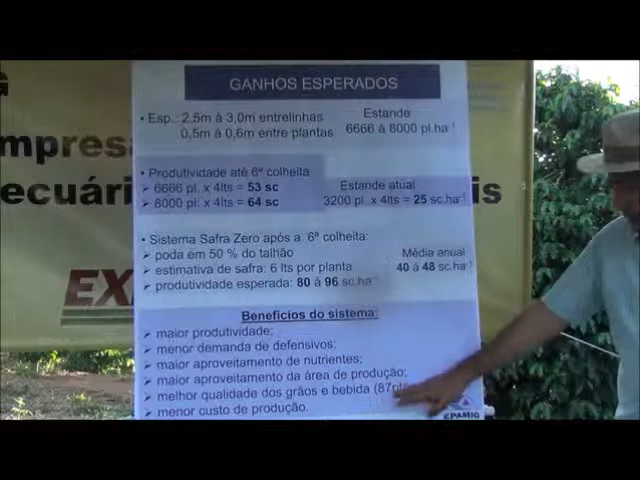 GANHOS ESPERADOS
• Esp.: 2,5m à 3,0m entrelinhas
0,5m à 0,6m entre plantas
Estande
6666 à 8000 pl.ha⁻¹
• Produtividade até 6º colheita
➢ 6666 pl. x 4lts = 53 sc
➢ 8000 pl. x 4lts = 64 sc
Estande atual
3200 pl. x 4lts = 25 sc.ha⁻¹
•Sistema Safra Zero após a 6ª colheita:
➢ poda em 50 % do talhão
➢ estimativa de safra: 6 lts por planta
➢ produtividade esperada: 80 à 96 sc.ha⁻¹
Média anual
40 à 48 sc.ha⁻¹
Benefícios do sistema:
➢ maior produtividade;
➢ menor demanda de defensivos;
➢ maior aproveitamento de nutrientes;
➢ maior aproveitamento da área de produção;
➢ melhor qualidade dos grãos e bebida (87
➢ menor custo de produção.
EPAMIG
mpres
ecuári
is
EX